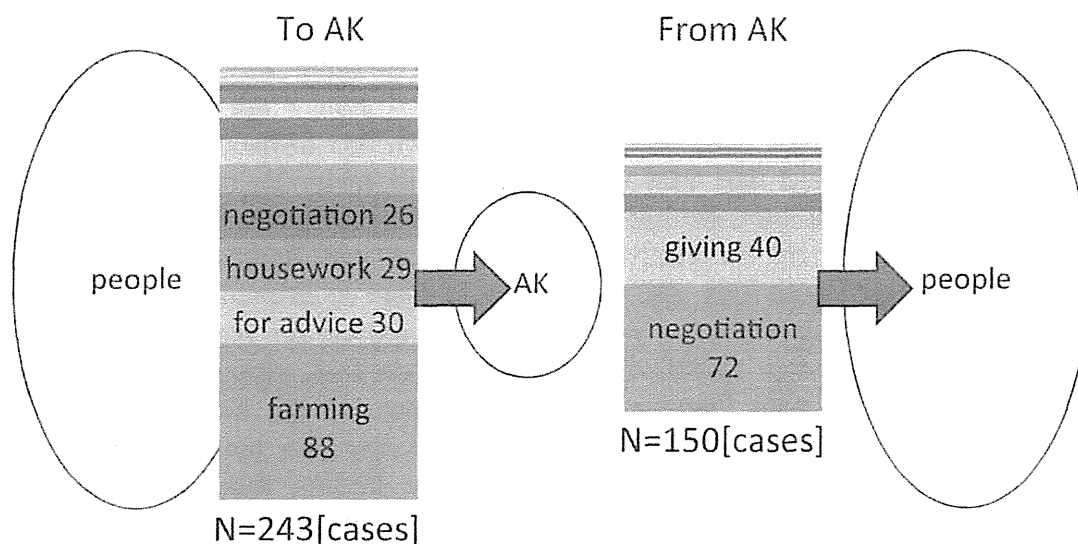 To AK
From AK
people
negotiation 26
housework 29
for advice 30
farming
88
N=243[cases]
AK
giving 40
negotiation
72
N=150[cases]
people